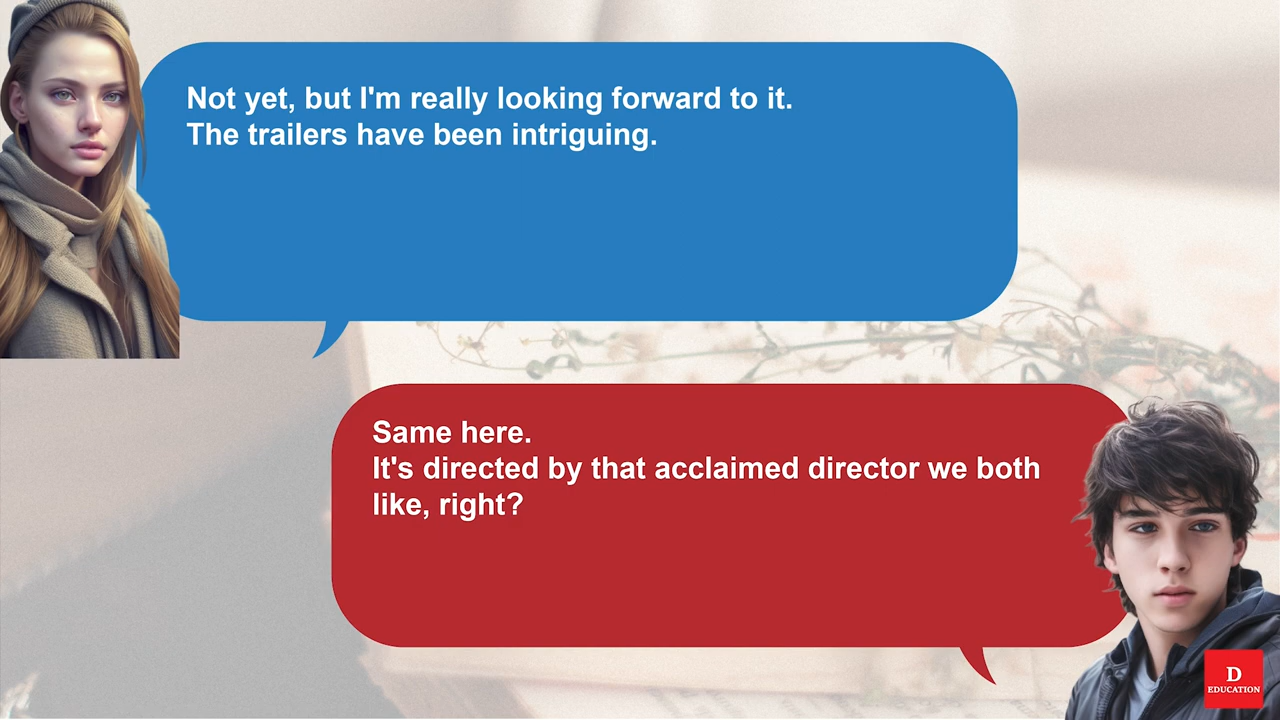 Not yet, but I'm really looking forward to it.
The trailers have been intriguing.
Same here.
It's directed by that acclaimed director we both
like, right?
D
EDUCATION